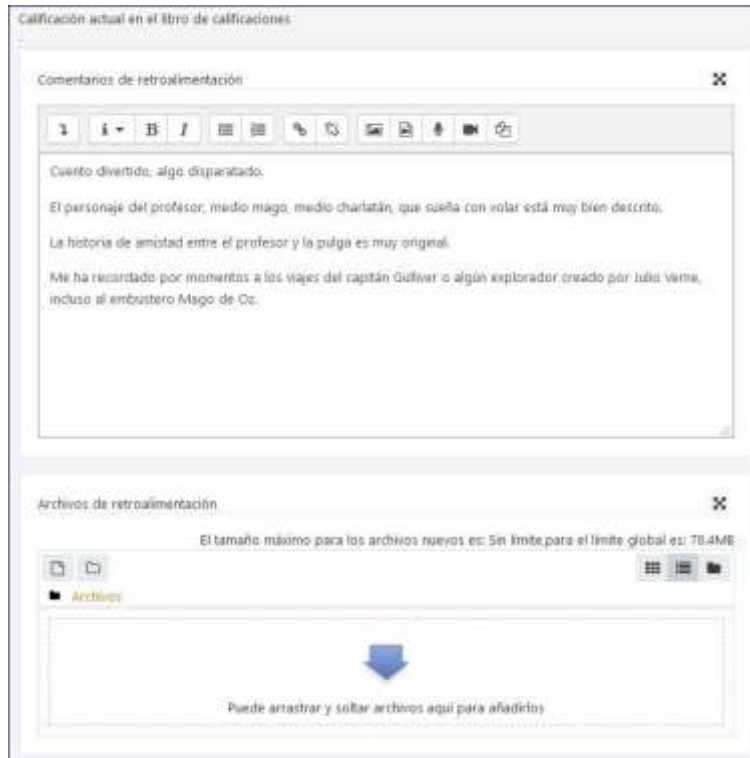 Calificación actual en el libro de calificaciones
-
Comentarios de retroalimentación
Cuento divertido, algo disparatado.
El personaje del profesor, medio mago, medio charlatán, que sueña con volar está muy bien descrito.
La historia de amistad entre el profesor y la pulga es muy original.
Me ha recordado por momentos a los viajes del capitán Gulliver o algún explorador creado por Julio Verne,
incluso al embustero Mago de Oz.
Archivos de retroalimentación
El tamaño máximo para los archivos nuevos es: Sin límite,para el límite global es: 78.4MB
Archivos
Puede arrastrar y soltar archivos aquí para añadirlos